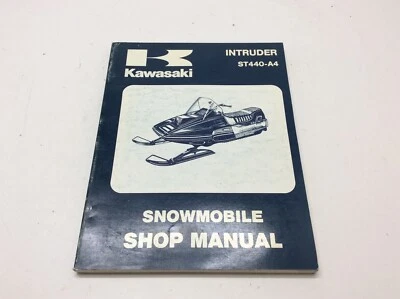 Kawasaki
INTRUDER
ST440-A4
SNOWMOBILE
SHOP MANUAL